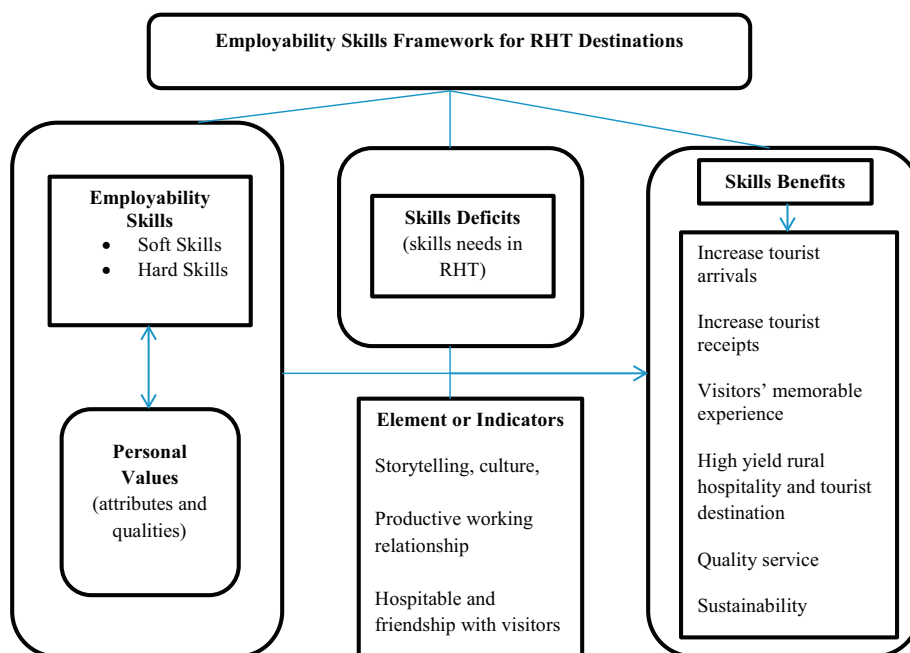 Employability Skills Framework for RHT Destinations
Employability
Skills
• Soft Skills
• Hard Skills
Personal
Values
(attributes and
qualities)
Skills Deficits
(skills needs in
RHT)
Element or Indicators
Storytelling, culture,
Productive working
relationship
Hospitable and
friendship with visitors
Skills Benefits
Increase tourist
arrivals
Increase tourist
receipts
Visitors’ memorable
experience
High yield rural
hospitality and tourist
destination
Quality service
Sustainability